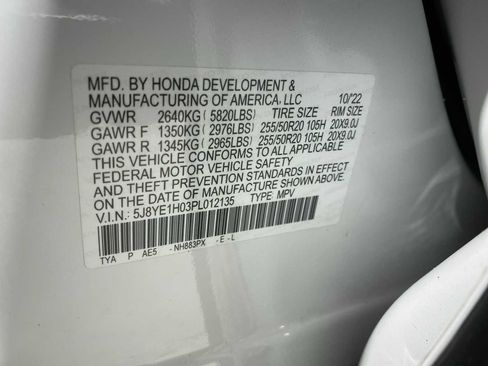 MFD. BY HONDA DEVELOPMENT &
MANUFACTURING OF AMERICA, LLC 10/'22
GVWR 2640KG ( 5820LBS) TIRE SIZE RIM SIZE
GAWR F 1350KG ( 2976LBS) 255/50R20 105H 20X9.0J
GAWR R 1345KG ( 2965LBS) 255/50R20 105H 20X9.0J
THIS VEHICLE CONFORMS TO ALL APPLICABLE
FEDERAL MOTOR VEHICLE SAFETY
AND THEFT PREVENTION STANDARDS IN EFFECT
ON THE DATE OF MANUFACTURE SHOWN ABOVE.
V.I.N.: 5J8YE1H03PL012135 TYPE: MPV
TYA P AE5 - NH883PX - E - L